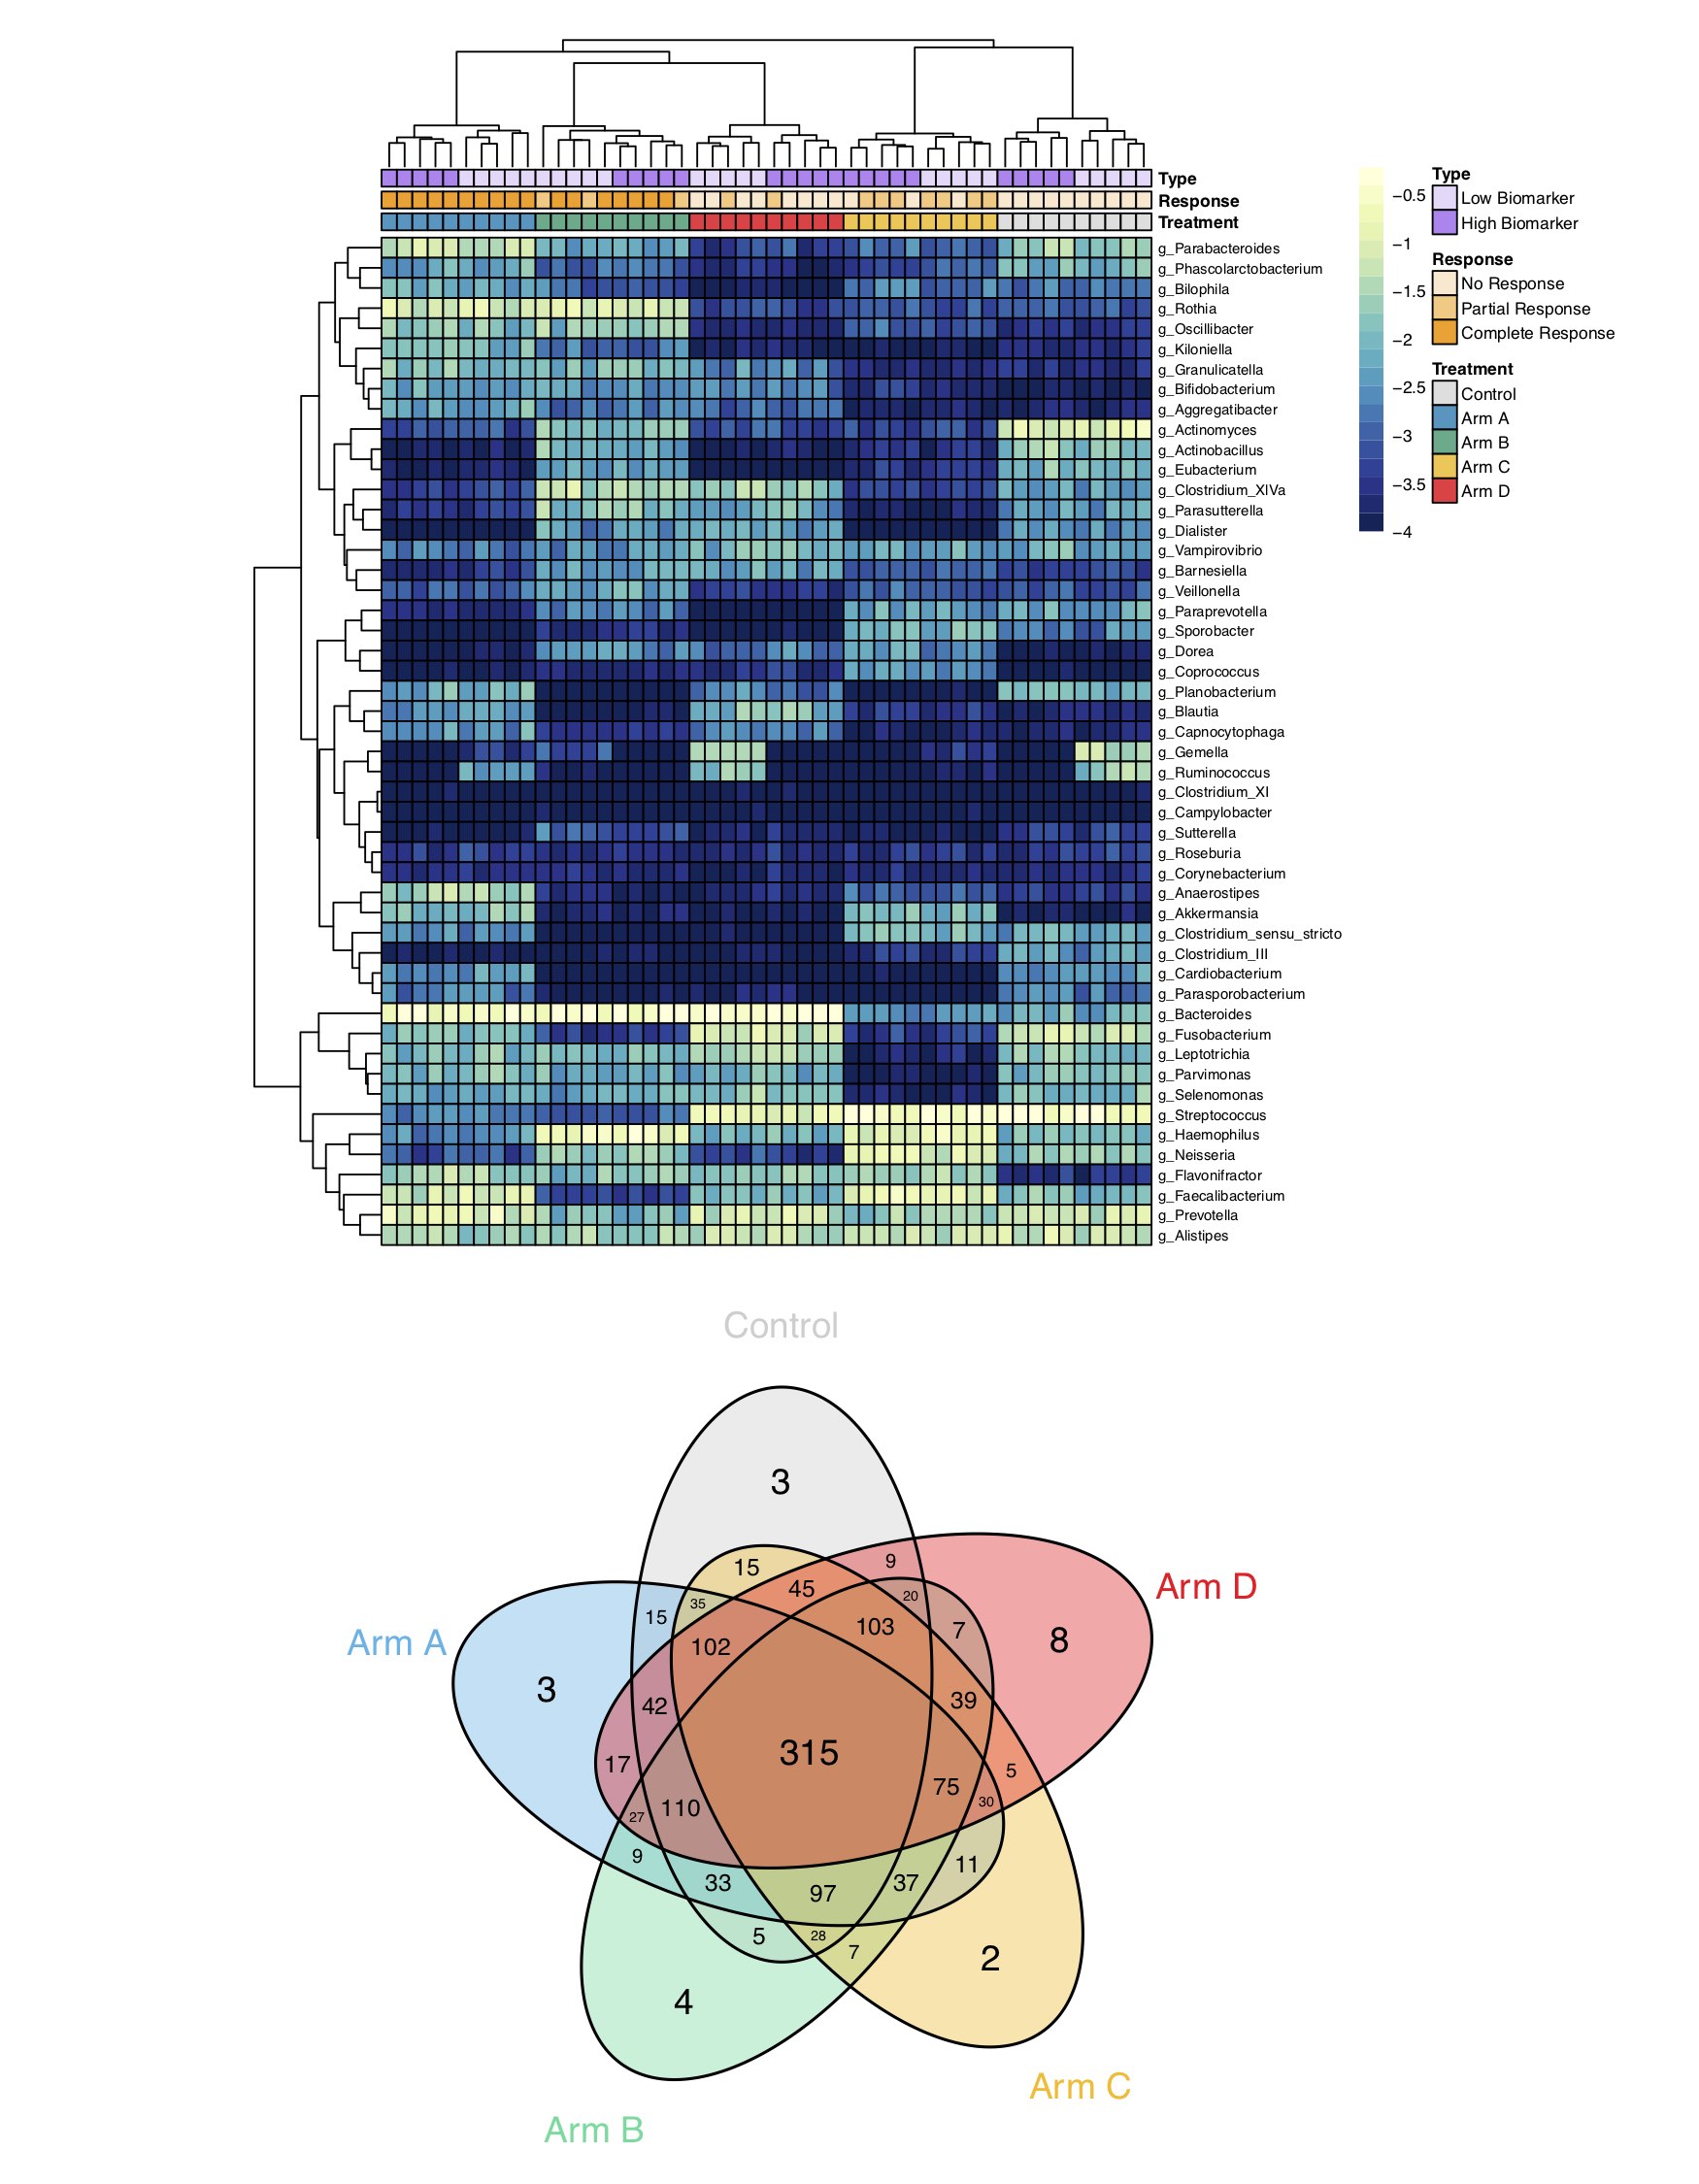 Type
Response
Treatment
g_Parabacteroides
g_Phascolarctobacterium
g_Bilophila
g_Rothia
g_Oscillibacter
g_Kiloniella
g_Granulicatella
g_Bifidobacterium
g_Aggregatibacter
g_Actinomyces
g_Actinobacillus
g_Eubacterium
g_Clostridium_XIVa
g_Parasutterella
g_Dialister
g_Vampirovibrio
g_Barnesiella
g_Veillonella
g_Paraprevotella
g_Sporobacter
g_Dorea
g_Coprococcus
g_Planobacterium
g_Blautia
g_Capnocytophaga
g_Gemella
g_Ruminococcus
g_Clostridium_XI
g_Campylobacter
g_Sutterella
g_Roseburia
g_Corynebacterium
g_Anaerostipes
g_Akkermansia
g_Clostridium_sensu_stricto
g_Clostridium_III
g_Cardiobacterium
g_Parasporobacterium
g_Bacteroides
g_Fusobacterium
g_Leptotrichia
g_Parvimonas
g_Selenomonas
g_Streptococcus
g_Haemophilus
g_Neisseria
g_Flavonifractor
g_Faecalibacterium
g_Prevotella
g_Alistipes
−0.5
−1
−1.5
−2
−2.5
−3
−3.5
−4
Type
Low Biomarker
High Biomarker
Response
No Response
Partial Response
Complete Response
Treatment
Control
Arm A
Arm B
Arm C
Arm D
Control
3
15
9
45
20
Arm D
35
15
103
7
8
Arm A
102
3
42
39
315
17
5
75
30
110
27
9
11
33
37
97
5
28
7
2
4
Arm C
Arm B